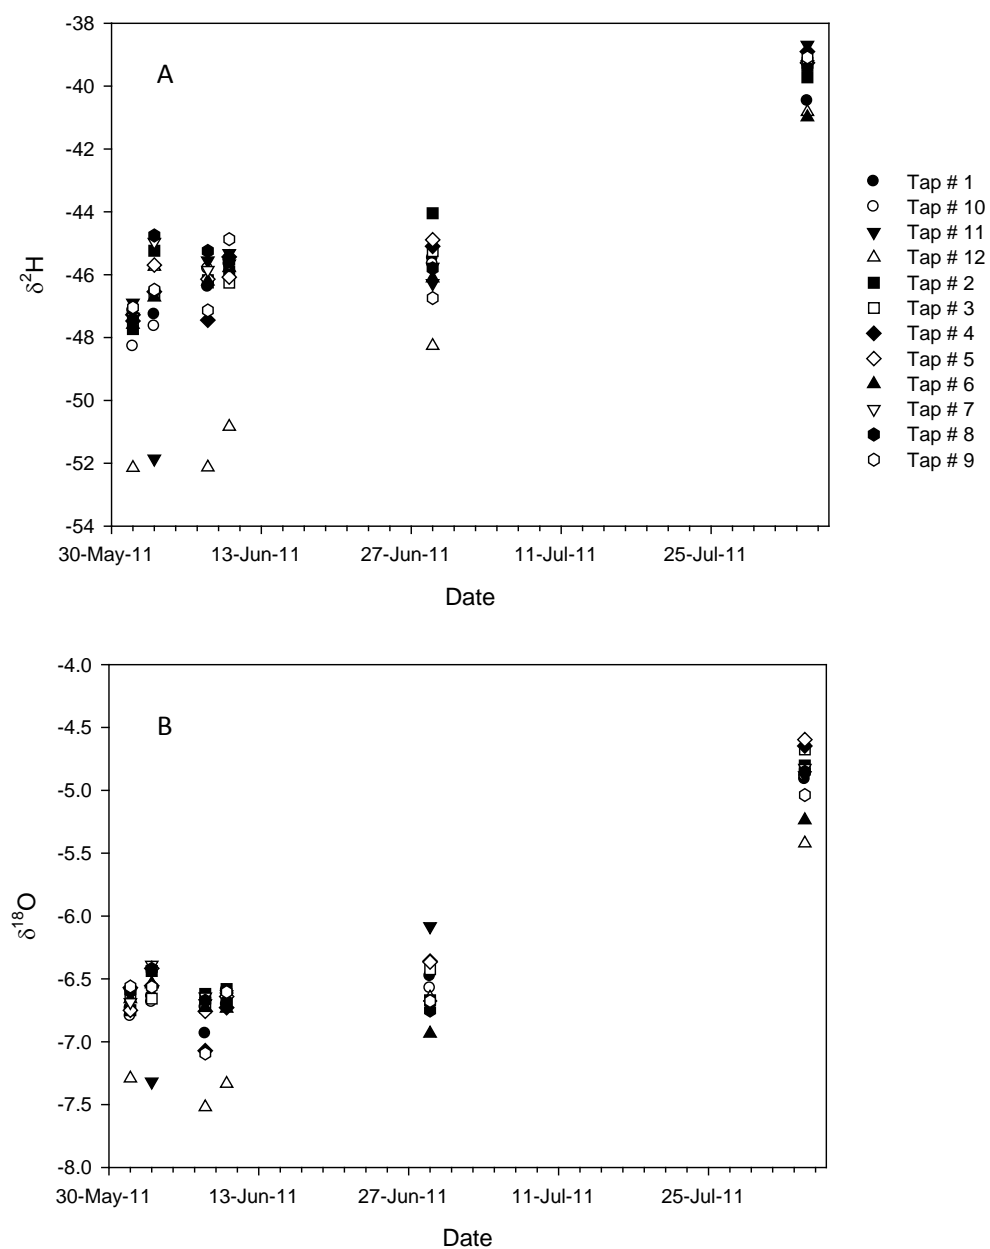 -38
-40
-42
-44
-46
-48
-50
-52
-54
δ²H
A
30-May-11 13-Jun-11 27-Jun-11 11-Jul-11 25-Jul-11
Date
Tap # 1
Tap # 10
Tap # 11
Tap # 12
Tap # 2
Tap # 3
Tap # 4
Tap # 5
Tap # 6
Tap # 7
Tap # 8
Tap # 9
-4.0
-4.5
-5.0
-5.5
-6.0
-6.5
-7.0
-7.5
-8.0
δ¹⁸O
B
30-May-11 13-Jun-11 27-Jun-11 11-Jul-11 25-Jul-11
Date